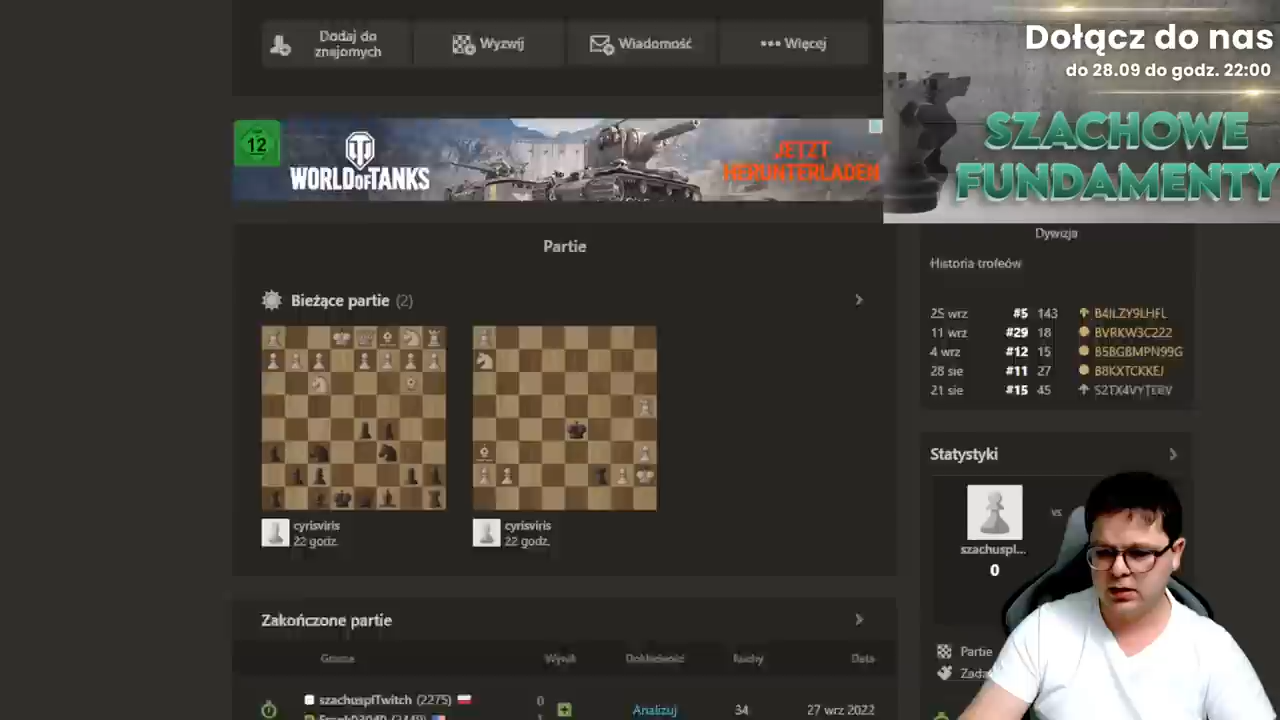 Dodaj do
znajomych
Wyzwij
Wiadomość
Więcej
Dołącz do nas
do 28.09 do godz. 22:00
SZACHOWE
FUNDAMENTY
12
WORLD OF TANKS
JETZT
HERUNTERLADEN
Partie
Bieżące partie (2)
cyrisviris
22 godz.
cyrisviris
22 godz.
Dywizja
Historia trofeów
25 wrz #5 143 B4ILZY9LHFL
11 wrz #29 18 BVRKW3C222
4 wrz #12 15 B5BGBMPN99G
28 sie #11 27 B8KXTCKKEJ
21 sie #15 45
Statystyki
vs
szachuspl...
0
Partie
Zada
Zakończone partie
Gracze Wynik Dokładność Ruchy Data
szachusplTwitch (2275) 0
1
Analizuj 34 27 wrz 2022